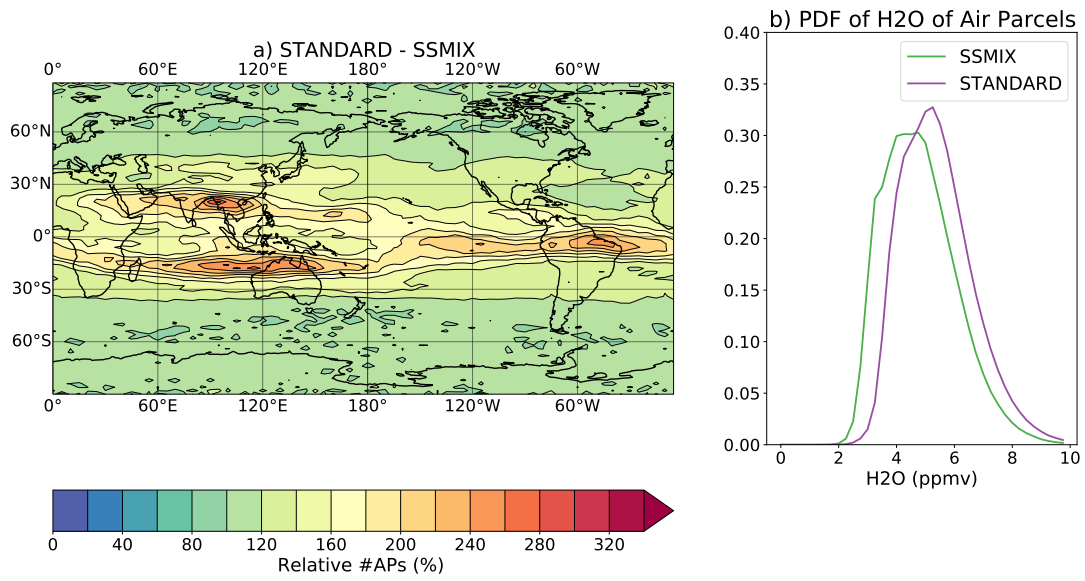 a) STANDARD - SSMIX
0° 60°E 120°E 180° 120°W 60°W
60°N
30°N
0°
30°S
60°S
0° 60°E 120°E 180° 120°W 60°W
0 40 80 120 160 200 240 280 320
Relative #APs (%)
b) PDF of H2O of Air Parcels
SSMIX
STANDARD
0.40
0.35
0.30
0.25
0.20
0.15
0.10
0.05
0.00
0 2 4 6 8 10
H2O (ppmv)